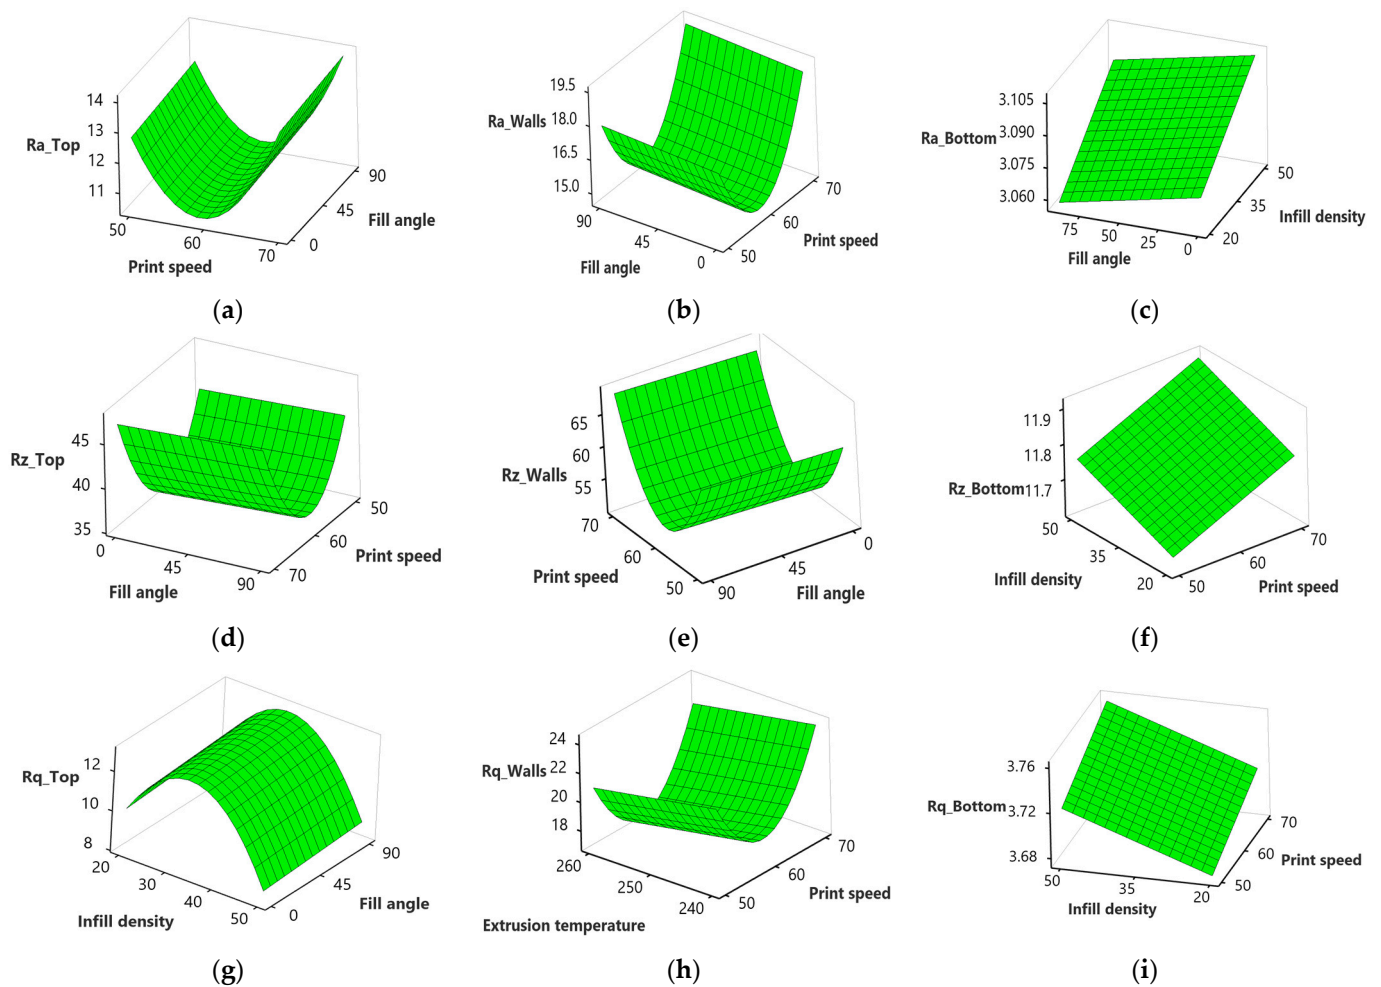 14
13
Ra_Top
12
11
50
60
70
Print speed
0
45
90
Fill angle
(a)
19.5
Ra_Walls
18.0
16.5
15.0
90
45
0
Fill angle
50
60
70
Print speed
(b)
3.105
Ra_Bottom
3.090
3.075
3.060
75
50
25
0
Fill angle
20
35
50
Infill density
(c)
45
Rz_Top
40
35
0
45
90
Fill angle
70
60
50
Print speed
(d)
65
60
Rz_Walls
55
70
60
50
Print speed
90
45
0
Fill angle
(e)
11.9
11.8
Rz_Bottom
11.7
50
35
20
Infill density
50
60
70
Print speed
(f)
12
Rq_Top
10
8
20
30
40
50
Infill density
0
45
90
Fill angle
(g)
24
Rq_Walls
22
20
18
260
250
240
Extrusion temperature
50
60
70
Print speed
(h)
3.76
Rq_Bottom
3.72
3.68
50
35
20
Infill density
50
60
70
Print speed
(i)